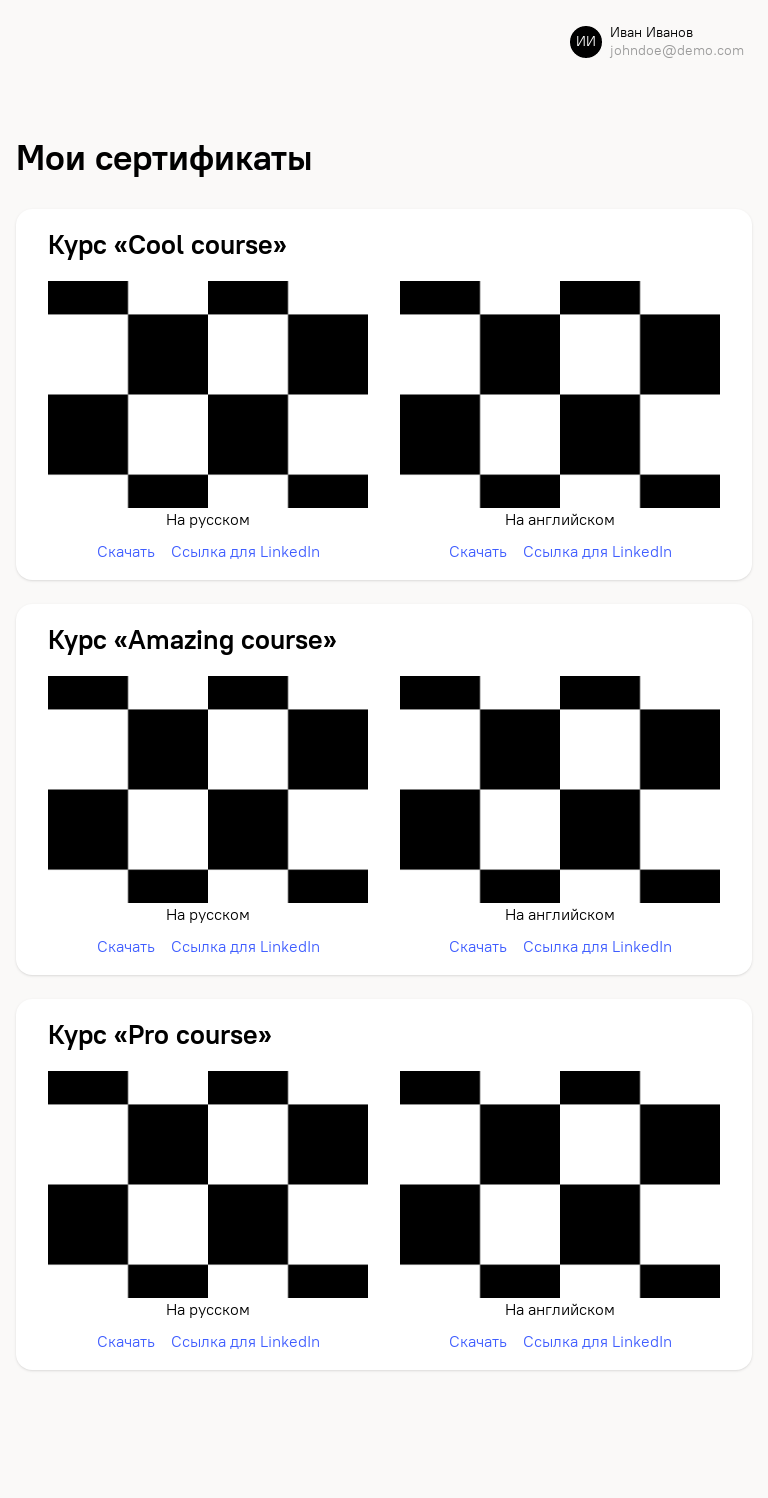 ИИ
Иван Иванов
johndoe@demo.com
Мои сертификаты
Курс «Cool course»
На русском
Скачать Ссылка для LinkedIn
На английском
Скачать Ссылка для LinkedIn
Курс «Amazing course»
На русском
Скачать Ссылка для LinkedIn
На английском
Скачать Ссылка для LinkedIn
Курс «Pro course»
На русском
Скачать Ссылка для LinkedIn
На английском
Скачать Ссылка для LinkedIn